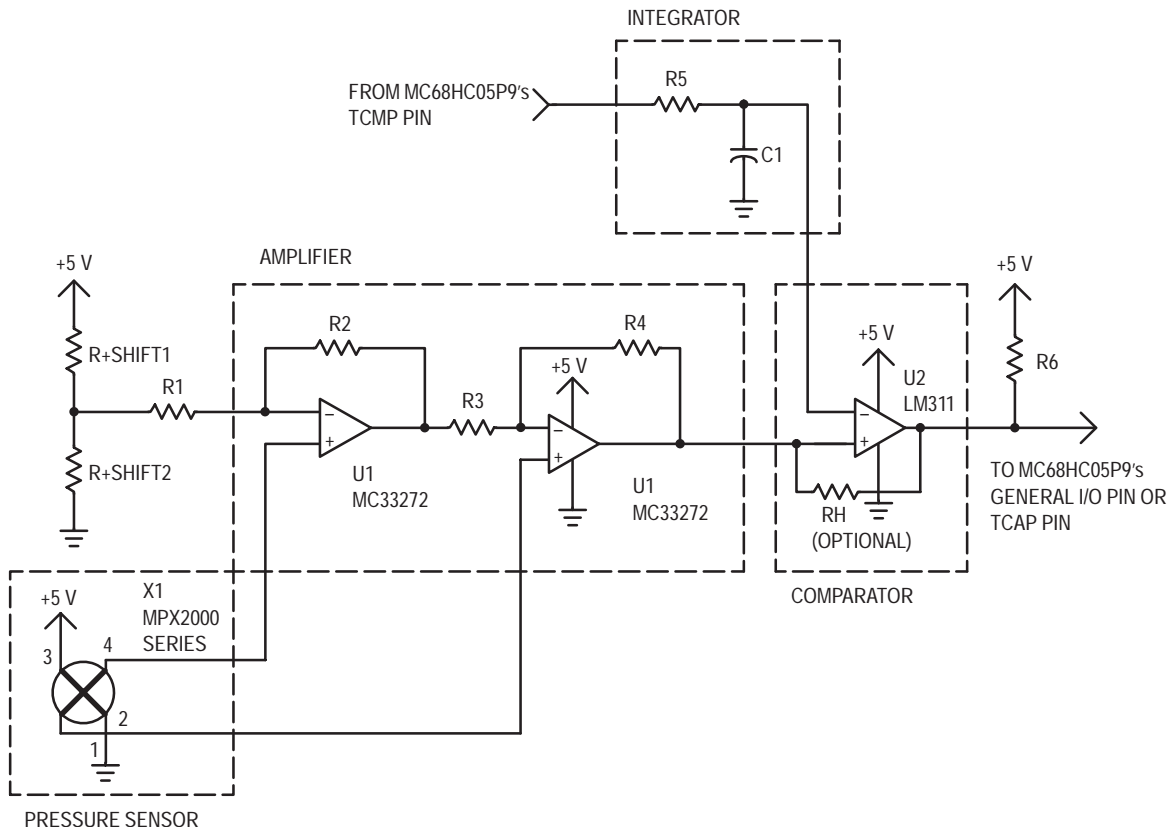 INTEGRATOR
R5
FROM MC68HC05P9's
TCMP PIN
C1
+5 V
AMPLIFIER
+5 V
R2
R4
R+SHIFT1
+5 V
+5 V
R6
R1
R3
U2
LM311
–
+
–
+
–
+
R+SHIFT2
U1
MC33272
U1
MC33272
RH
(OPTIONAL)
TO MC68HC05P9's
GENERAL I/O PIN OR
TCAP PIN
COMPARATOR
+5 V
X1
MPX2000
SERIES
3
4
2
1
PRESSURE SENSOR